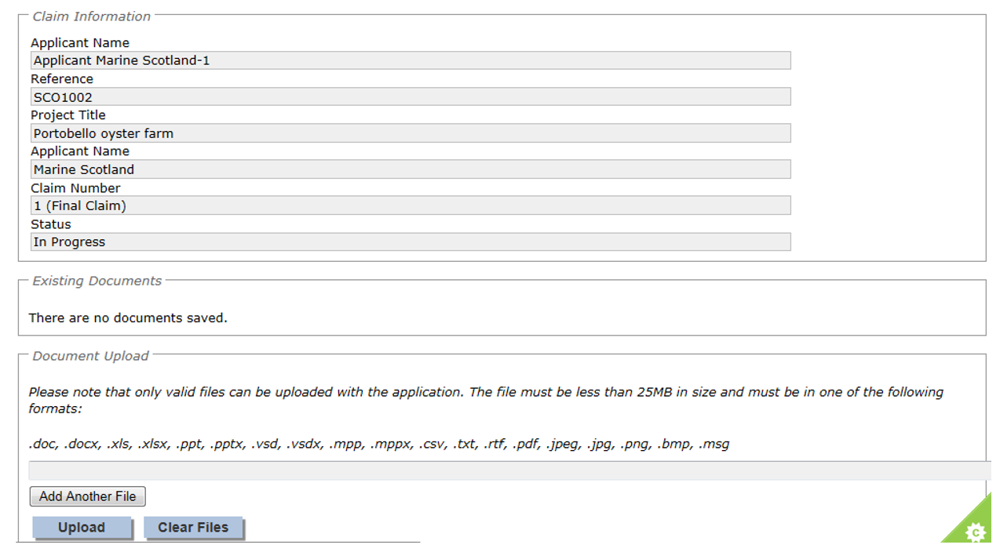 Claim Information
Applicant Name
Applicant Marine Scotland-1
Reference
SCO1002
Project Title
Portobello oyster farm
Applicant Name
Marine Scotland
Claim Number
1 (Final Claim)
Status
In Progress
Existing Documents
There are no documents saved.
Document Upload
Please note that only valid files can be uploaded with the application. The file must be less than 25MB in size and must be in one of the following
formats:
.doc, .docx, .xls, .xlsx, .ppt, .pptx, .vsd, .vsdx, .mpp, .mppx, .csv, .txt, .rtf, .pdf, .jpeg, .jpg, .png, .bmp, .msg
Add Another File
Upload Clear Files
C